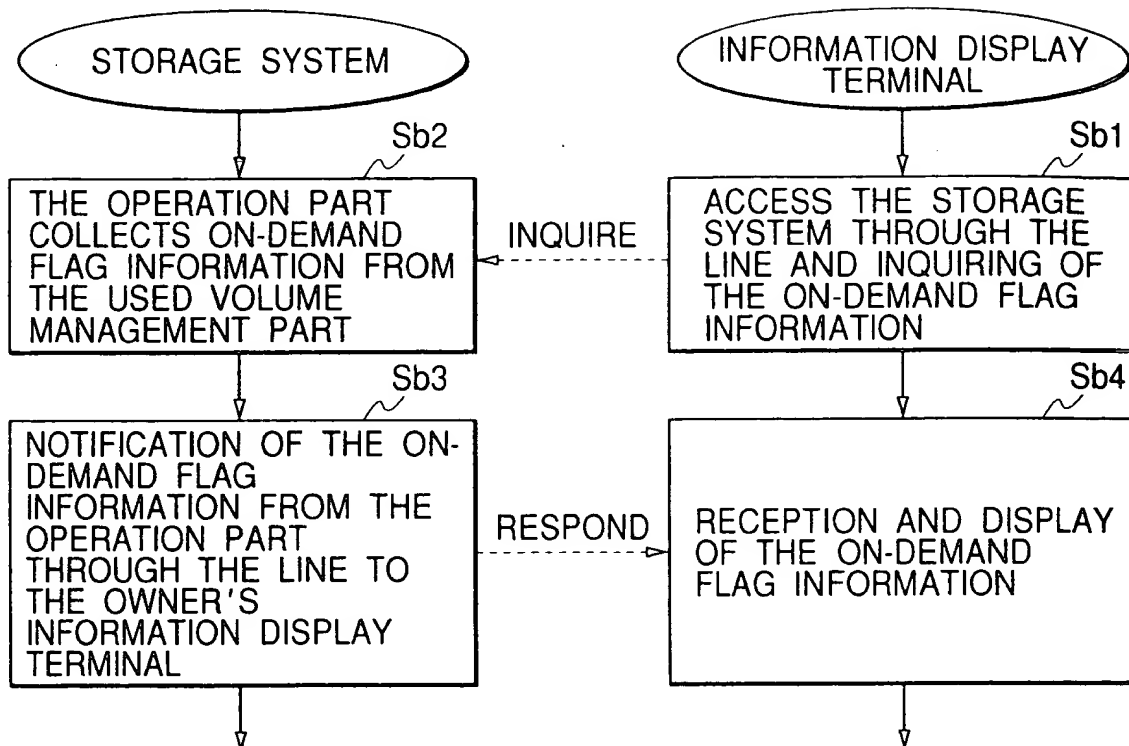 STORAGE SYSTEM
INFORMATION DISPLAY
TERMINAL
Sb2
THE OPERATION PART
COLLECTS ON-DEMAND
FLAG INFORMATION FROM
THE USED VOLUME
MANAGEMENT PART
INQUIRE
Sb1
ACCESS THE STORAGE
SYSTEM THROUGH THE
LINE AND INQUIRING OF
THE ON-DEMAND FLAG
INFORMATION
Sb3
NOTIFICATION OF THE ON-
DEMAND FLAG
INFORMATION FROM THE
OPERATION PART
THROUGH THE LINE TO
THE OWNER'S
INFORMATION DISPLAY
TERMINAL
RESPOND
Sb4
RECEPTION AND DISPLAY
OF THE ON-DEMAND
FLAG INFORMATION